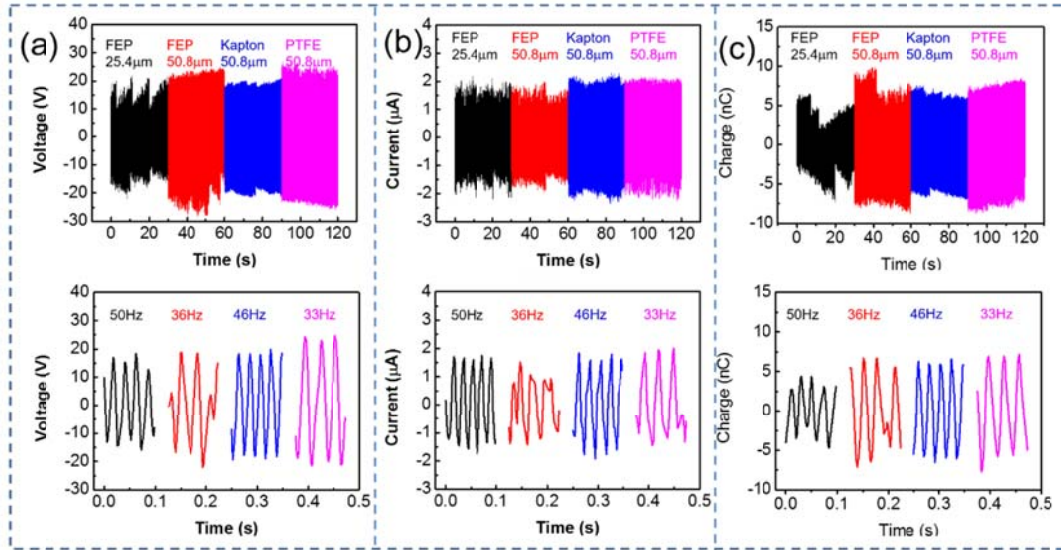 (a)
FEP FEP Kapton PTFE
25.4μm 50.8μm 50.8μm 50.8μm
40
30
20
10
0
-10
-20
-30
Voltage (V)
0 20 40 60 80 100 120
Time (s)
(b)
FEP FEP Kapton PTFE
25.4μm 50.8μm 50.8μm 50.8μm
4
3
2
1
0
-1
-2
-3
Current (μA)
0 20 40 60 80 100 120
Time (s)
(c)
FEP FEP Kapton PTFE
25.4μm 50.8μm 50.8μm 50.8μm
15
10
5
0
-5
-10
Charge (nC)
0 20 40 60 80 100 120
Time (s)
50Hz 36Hz 46Hz 33Hz
40
30
20
10
0
-10
-20
-30
Voltage (V)
0.0 0.1 0.2 0.3 0.4 0.5
Time (s)
50Hz 36Hz 46Hz 33Hz
4
3
2
1
0
-1
-2
-3
Current (μA)
0.0 0.1 0.2 0.3 0.4 0.5
Time (s)
50Hz 36Hz 46Hz 33Hz
15
10
5
0
-5
-10
Charge (nC)
0.0 0.1 0.2 0.3 0.4 0.5
Time (s)